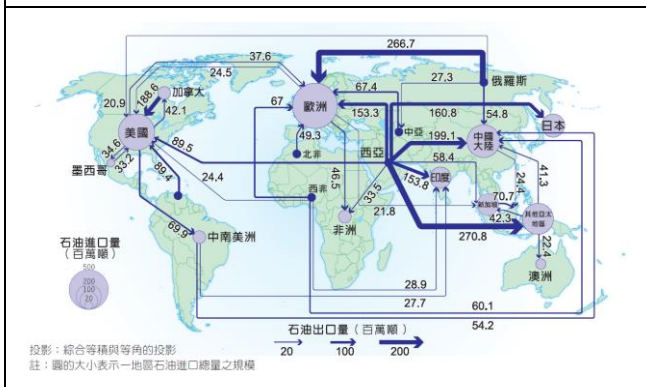 266.7
37.6
24.5
67.4
27.3
俄羅斯
20.9
188.6
加拿大
42.1
歐洲
67
153.3
中亞
160.8
54.8
日本
美國
34.6
33.2
墨西哥
89.5
89.4
49.3
北非
西亞
199.1
中國
大陸
58.4
24.4
西非
46.5
33.5
153.8
印度
21.8
70.7
新加坡
24.4
41.3
42.3
其他亞太
地區
69.9
中南美洲
非洲
270.8
22.4
澳洲
石油進口量
(百萬噸)
500
200
100
20
28.9
27.7
60.1
54.2
石油出口量(百萬噸)
20
100
200
投影:綜合等積與等角的投影
註:圓的大小表示一地區石油進口總量之規模